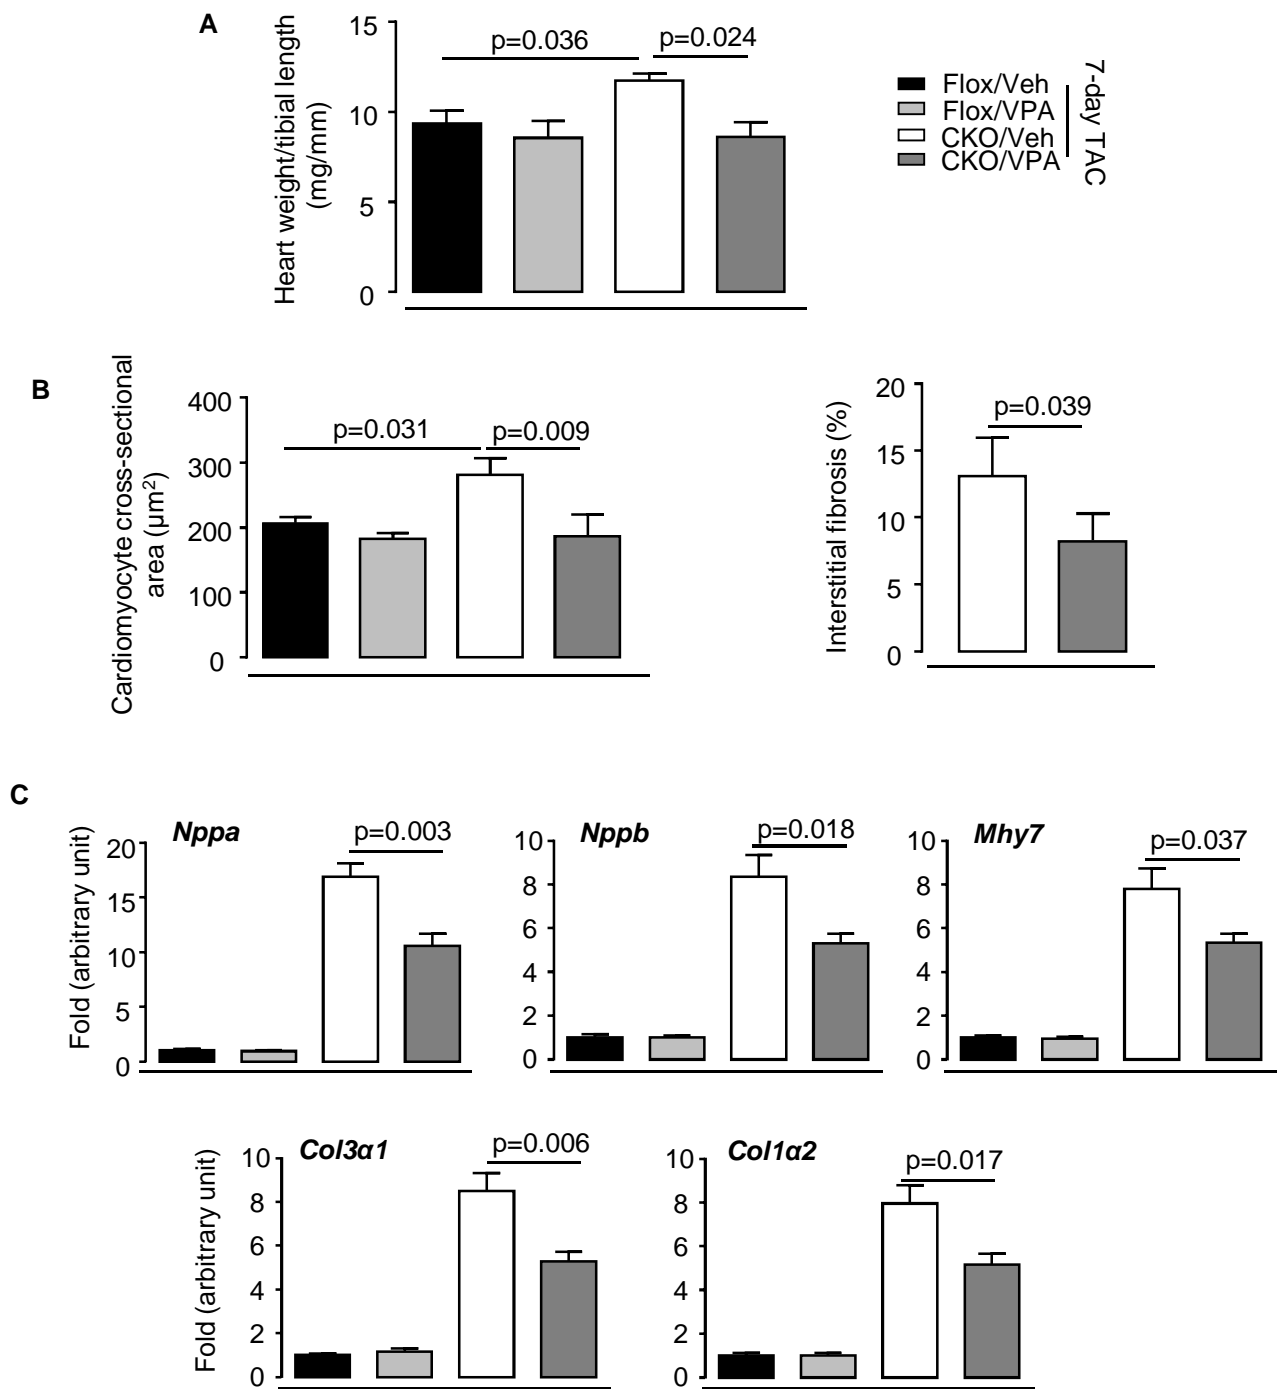 A
Heart weight/tibial length
(mg/mm)
15
10
5
0
p=0.036
p=0.024
Flox/Veh
Flox/VPA
CKO/Veh
CKO/VPA
7-day TAC
B
Cardiomyocyte cross-sectional
area (µm²)
400
300
200
100
0
p=0.031
p=0.009
Interstitial fibrosis (%)
20
15
10
5
0
p=0.039
C
Fold (arbitrary unit)
Nppa
20
15
10
5
0
p=0.003
Nppb
10
8
6
4
2
0
p=0.018
Mhy7
10
8
6
4
2
0
p=0.037
Fold (arbitrary unit)
Col3α1
10
8
6
4
2
0
p=0.006
Col1α2
10
8
6
4
2
0
p=0.017